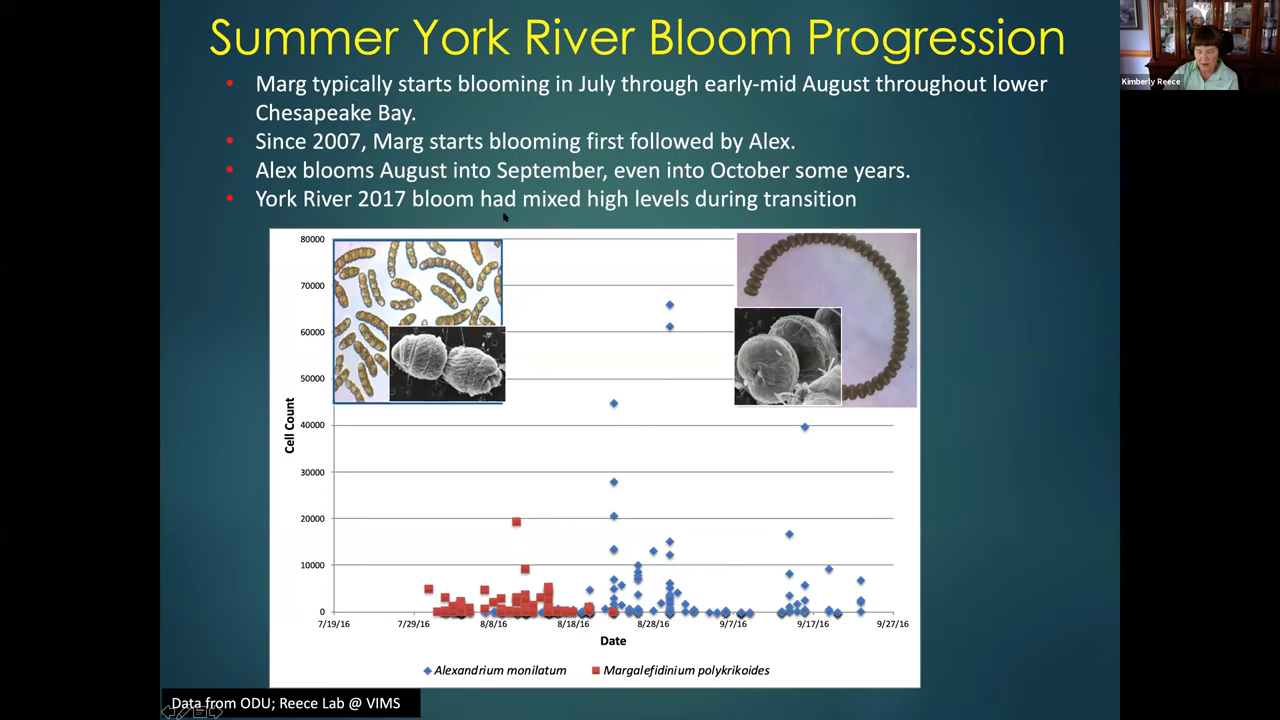 Summer York River Bloom Progression
Kimberly Reece
• Marg typically starts blooming in July through early-mid August throughout lower
Chesapeake Bay.
• Since 2007, Marg starts blooming first followed by Alex.
• Alex blooms August into September, even into October some years.
• York River 2017 bloom had mixed high levels during transition
80000
70000
60000
50000
40000
30000
20000
10000
0
Cell Count
7/19/16 7/29/16 8/8/16 8/18/16 8/28/16 9/7/16 9/17/16 9/27/16
Date
Alexandrium monilatum Margalefidinium polykrikoides
Data from ODU; Reece Lab @ VIMS